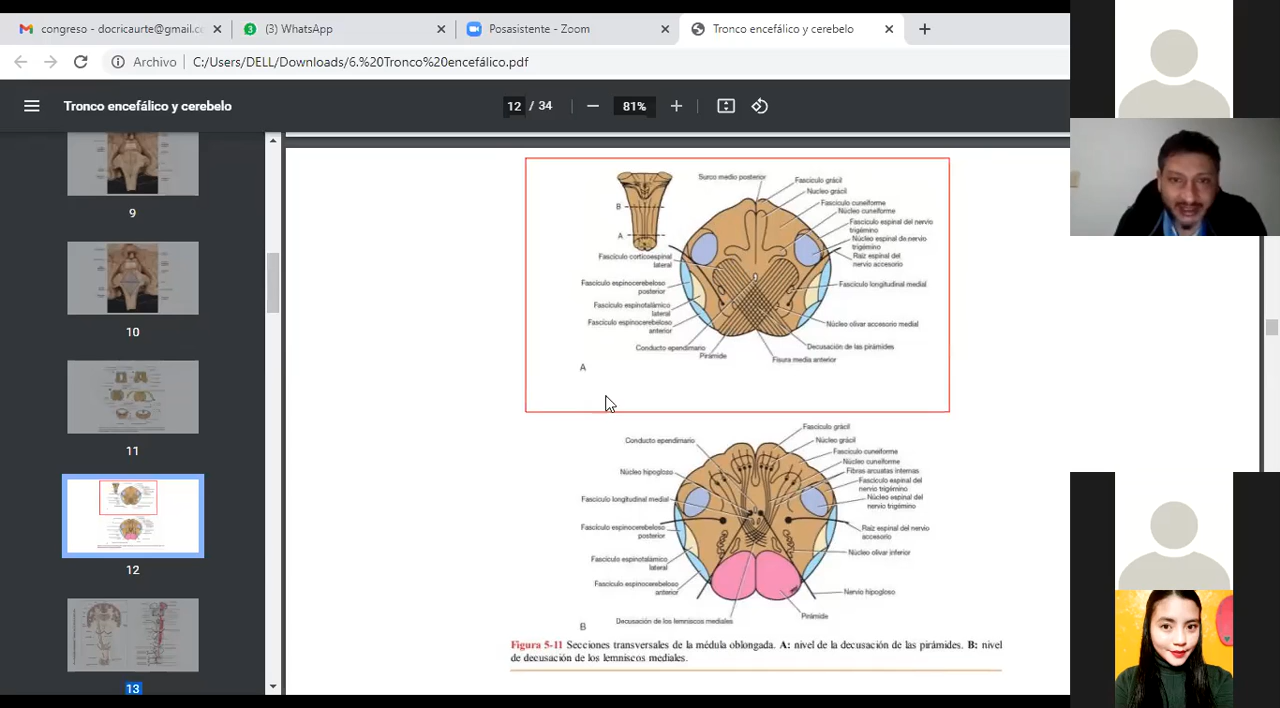 congreso - docricaurte@gmail.c
(3) WhatsApp
Posasistente - Zoom
Tronco encefálico y cerebelo
Archivo
C:/Users/DELL/Downloads/6.%20Tronco%20encefálico.pdf
Tronco encefálico y cerebelo
12 / 34
81%
9
10
11
12
13
B
A
Surco medio posterior
Fascículo grácil
Nucleo grácil
Fascículo cuneiforme
Núcleo cuneiforme
Fascículo espinal del nervio
trigémino
Núcleo espinal de nervio
trigémino
Raíz espinal del
nervio accesorio
Fascículo longitudinal medial
Núcleo olivar accesorio medial
Decusación de las pirámides
Fisura media anterior
Fascículo corticoespinal
lateral
Fascículo espinocerebeloso
posterior
Fascículo espinotalámico
lateral
Fascículo espinocerebeloso
anterior
Conducto ependimario
Pirámide
A
Conducto ependimario
Núcleo hipogloso
Fascículo longitudinal medial
Fascículo espinocerebeloso
posterior
Fascículo espinotalámico
lateral
Fascículo espinocerebeloso
anterior
Decusación de los lemniscos mediales
Fascículo grácil
Núcleo grácil
Fascículo cuneiforme
Núcleo cuneiforme
Fibras arcuatas internas
Fascículo espinal del
nervio trigémino
Núcleo espinal del
nervio trigémino
Raíz espinal del nervio
accesorio
Núcleo olivar inferior
Nervio hipogloso
Pirámide
B
Figura 5-11 Secciones transversales de la médula oblongada. A: nivel de la decusación de las pirámides. B: nivel
de decusación de los lemniscos mediales.